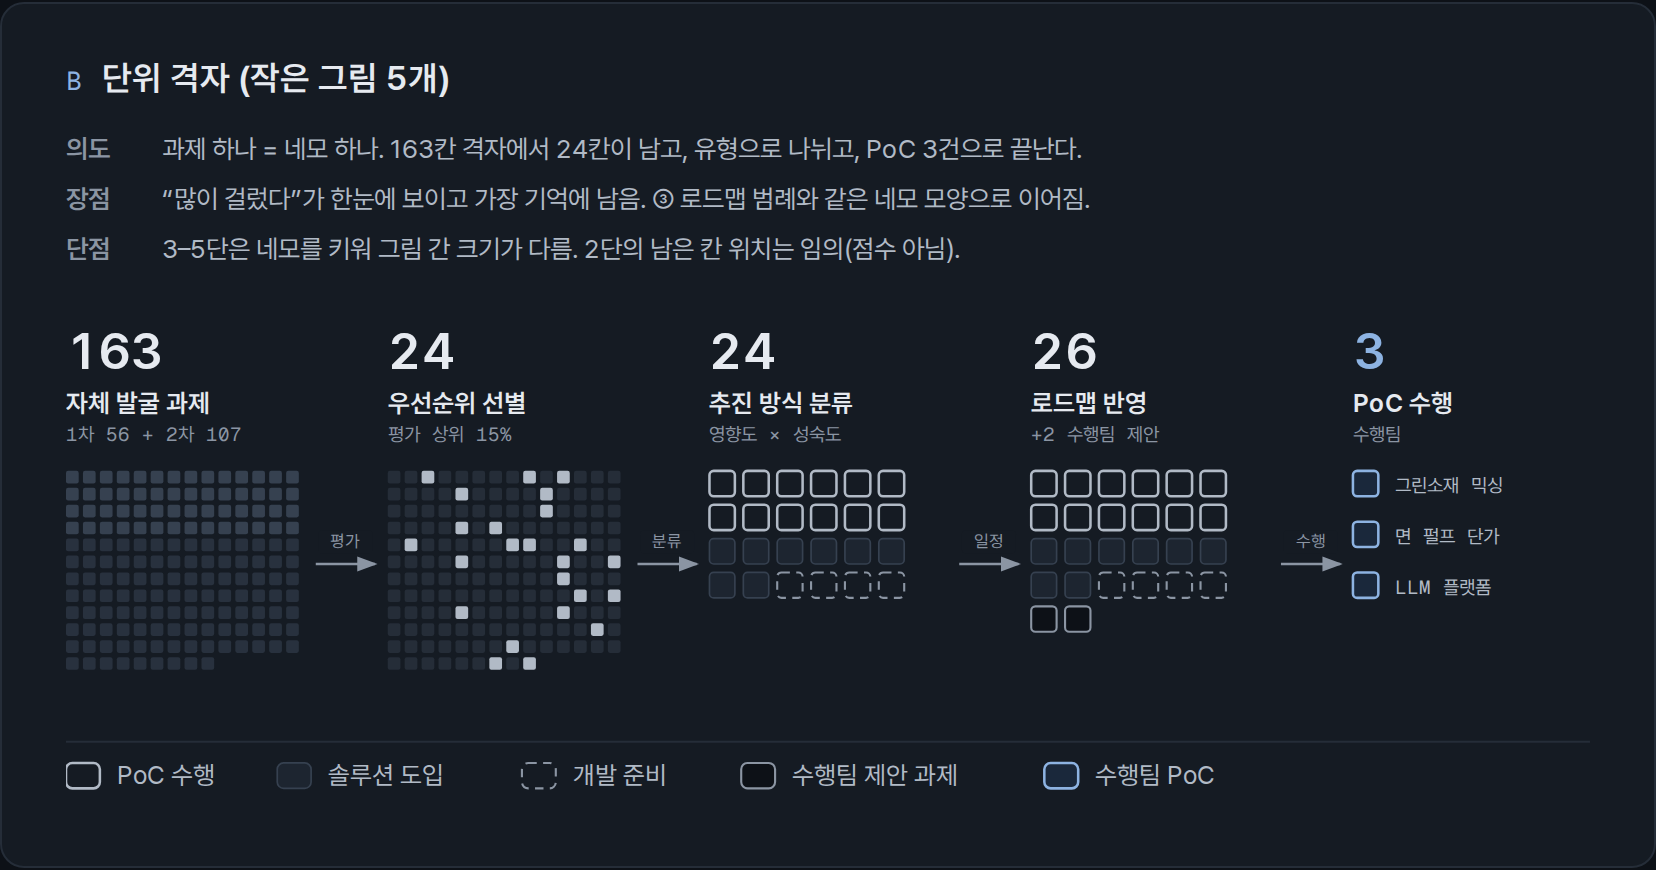 B 단위 격자 (작은 그림 5개)
의도 과제 하나 = 네모 하나. 163칸 격자에서 24칸이 남고, 유형으로 나뉘고, PoC 3건으로 끝난다.
장점 “많이 걸렀다”가 한눈에 보이고 가장 기억에 남음. ③ 로드맵 범례와 같은 네모 모양으로 이어짐.
단점 3–5단은 네모를 키워 그림 간 크기가 다름. 2단의 남은 칸 위치는 임의(점수 아님).
163
자체 발굴 과제
1차 56 + 2차 107
평가
24
우선순위 선별
평가 상위 15%
분류
24
추진 방식 분류
영향도 × 성숙도
일정
26
로드맵 반영
+2 수행팀 제안
수행
3
PoC 수행
수행팀
그린소재 믹싱
면 펄프 단가
LLM 플랫폼
PoC 수행
솔루션 도입
개발 준비
수행팀 제안 과제
수행팀 PoC